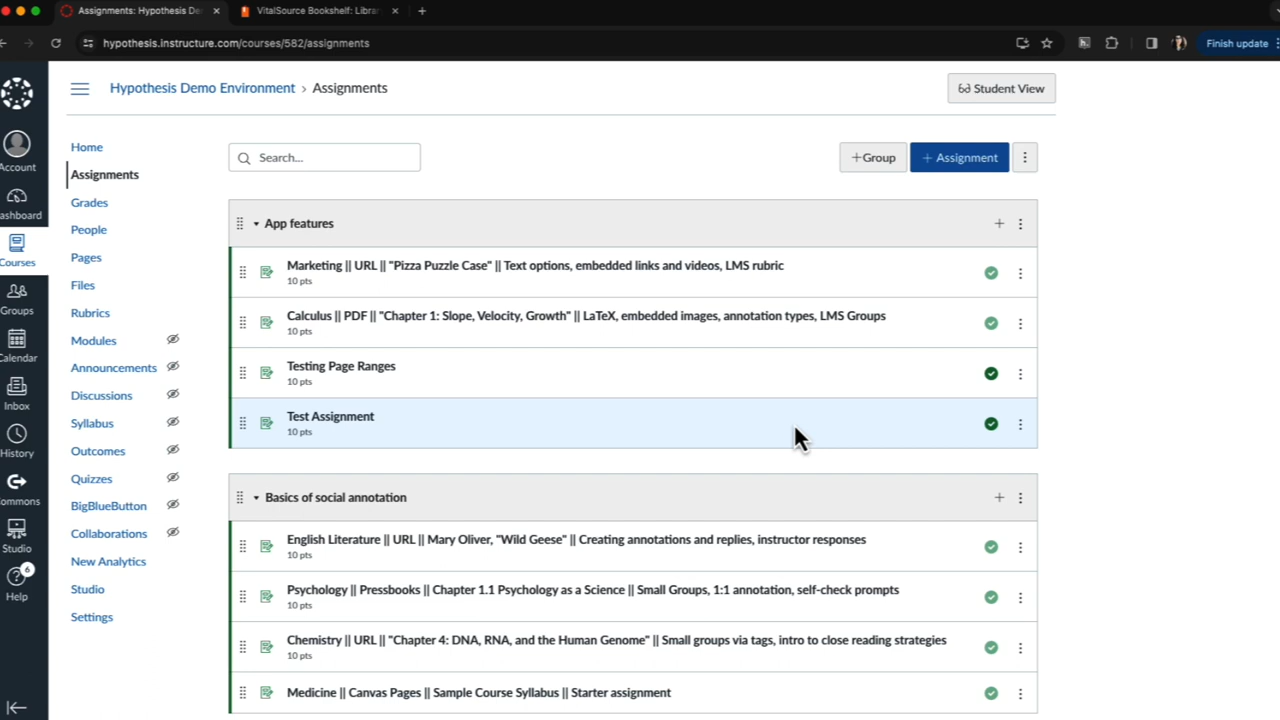 Assignments: Hypothesis De
VitalSource Bookshelf: Libra
hypothesis.instructure.com/courses/582/assignments
Finish update
Hypothesis Demo Environment › Assignments
Student View
Account
ashboard
Courses
Groups
Calendar
Inbox
History
ommons
Studio
6
Help
Home
Assignments
Grades
People
Pages
Files
Rubrics
Modules
Announcements
Discussions
Syllabus
Outcomes
Quizzes
BigBlueButton
Collaborations
New Analytics
Studio
Settings
Search...
+Group
+ Assignment
App features
Marketing || URL || "Pizza Puzzle Case" || Text options, embedded links and videos, LMS rubric
10 pts
Calculus || PDF || "Chapter 1: Slope, Velocity, Growth" || LaTeX, embedded images, annotation types, LMS Groups
10 pts
Testing Page Ranges
10 pts
Test Assignment
10 pts
Basics of social annotation
English Literature || URL || Mary Oliver, "Wild Geese" || Creating annotations and replies, instructor responses
10 pts
Psychology || Pressbooks || Chapter 1.1 Psychology as a Science || Small Groups, 1:1 annotation, self-check prompts
10 pts
Chemistry || URL || "Chapter 4: DNA, RNA, and the Human Genome" || Small groups via tags, intro to close reading strategies
10 pts
Medicine || Canvas Pages || Sample Course Syllabus || Starter assignment